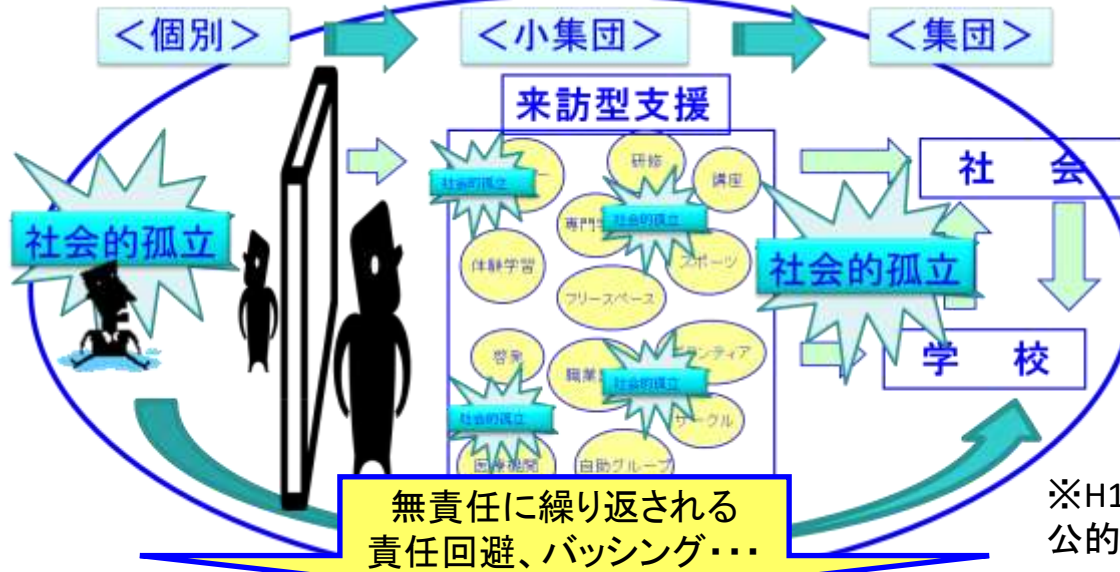 ＜個別＞
＜小集団＞
＜集団＞
来訪型支援
社会的孤立
社会的孤立
研修
講座
専門
社会的孤立
体験学習
スポーツ
フリースペース
社会的孤立
社 会
学 校
啓発
職業
社会的孤立
ランティア
社会的孤立
サークル
医療機関
自助グループ
無責任に繰り返される
責任回避、バッシング・・・
※H1
公的